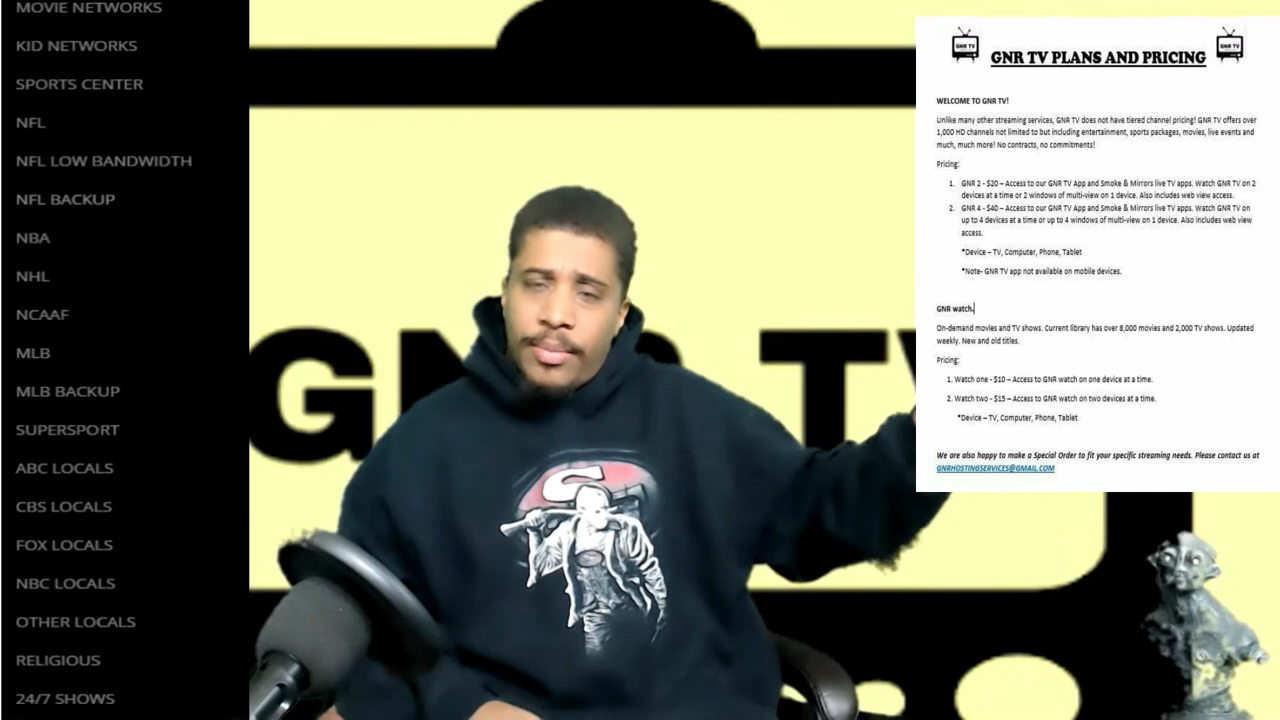 MOVIE NETWORKS
KID NETWORKS
SPORTS CENTER
NFL
NFL LOW BANDWIDTH
NFL BACKUP
NBA
NHL
NCAAF
MLB
MLB BACKUP
SUPERSPORT
ABC LOCALS
CBS LOCALS
FOX LOCALS
NBC LOCALS
OTHER LOCALS
RELIGIOUS
24/7 SHOWS
GN TV
GNR TV
GNR TV PLANS AND PRICING
GNR TV
WELCOME TO GNR TV!
Unlike many other streaming services, GNR TV does not have tiered channel pricing! GNR TV offers over
1,000 HD channels not limited to but including entertainment, sports packages, movies, live events and
much, much more! No contracts, no commitments!
Pricing:
1. GNR 2 - $20 – Access to our GNR TV App and Smoke & Mirrors live TV apps. Watch GNR TV on 2
devices at a time or 2 windows of multi-view on 1 device. Also includes web view access.
2. GNR 4 - $40 – Access to our GNR TV App and Smoke & Mirrors live TV apps. Watch GNR TV on
up to 4 devices at a time or up to 4 windows of multi-view on 1 device. Also includes web view
access.
*Device – TV, Computer, Phone, Tablet
*Note- GNR TV app not available on mobile devices.
GNR watch.
On-demand movies and TV shows. Current library has over 8,000 movies and 2,000 TV shows. Updated
weekly. New and old titles.
Pricing:
1. Watch one - $10 – Access to GNR watch on one device at a time.
2. Watch two - $15 – Access to GNR watch on two devices at a time.
*Device – TV, Computer, Phone, Tablet
We are also happy to make a Special Order to fit your specific streaming needs. Please contact us at
GNRHOSTINGSERVICES@GMAIL.COM